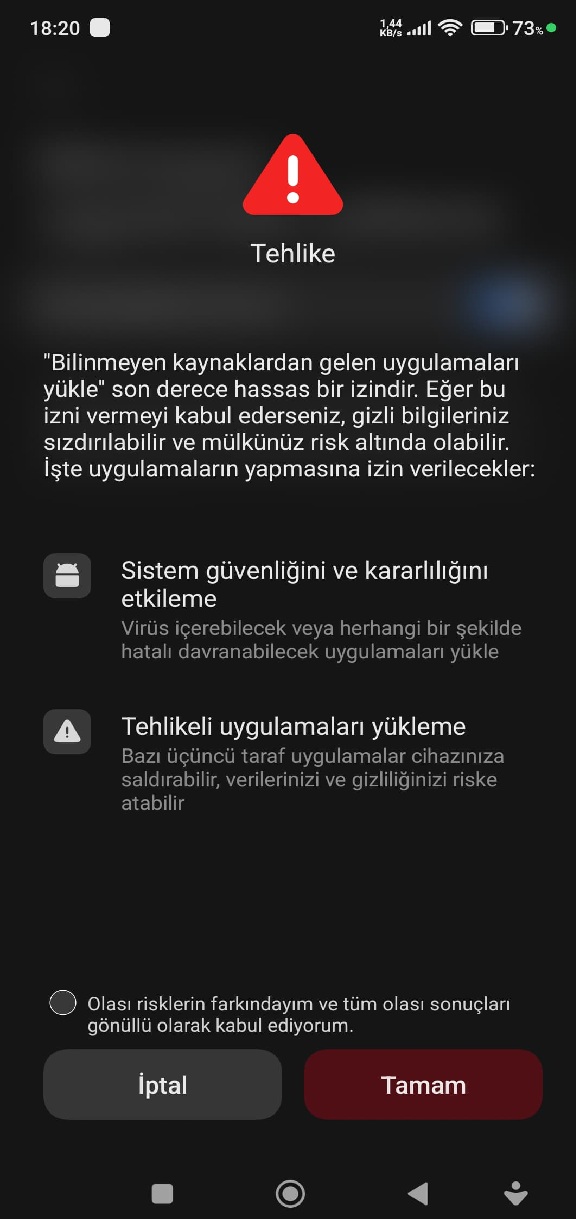 18:20
1,44
KB/s
73%
Tehlike
"Bilinmeyen kaynaklardan gelen uygulamaları
yükle" son derece hassas bir izindir. Eğer bu
izni vermeyi kabul ederseniz, gizli bilgileriniz
sızdırılabilir ve mülkünüz risk altında olabilir.
İşte uygulamaların yapmasına izin verilecekler:
Sistem güvenliğini ve kararlılığını
etkileme
Virüs içerebilecek veya herhangi bir şekilde
hatalı davranabilecek uygulamaları yükle
Tehlikeli uygulamaları yükleme
Bazı üçüncü taraf uygulamalar cihazınıza
saldırabilir, verilerinizi ve gizliliğinizi riske
atabilir
Olası risklerin farkındayım ve tüm olası sonuçları
gönüllü olarak kabul ediyorum.
İptal
Tamam